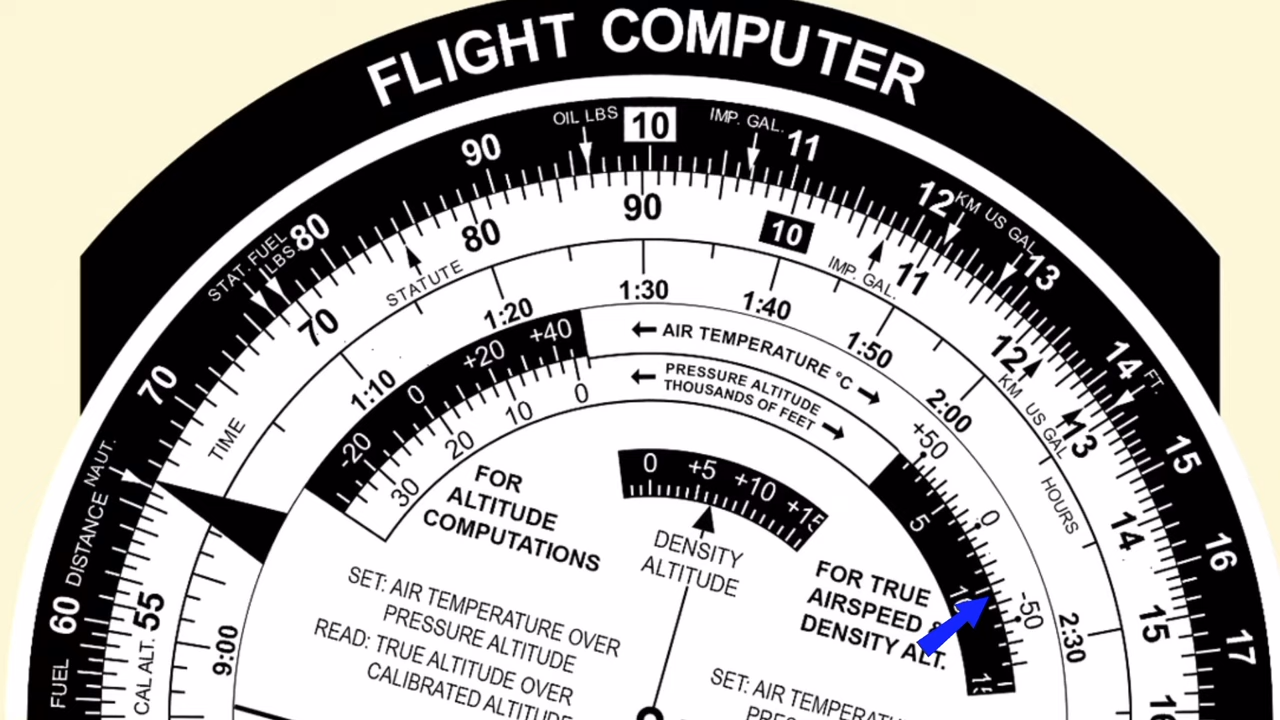 FLIGHT COMPUTER
OIL LBS
10
IMP. GAL.
11
90
12
KM US GAL.
13
80
STAT. FUEL
LBS
14
FT.
70
15
DISTANCE NAUT.
16
60
17
FUEL
90
80
10
70
STATUTE
IMP. GAL.
11
12
KM US GAL
13
14
15
16
55
CAL ALT.
TIME
HOURS
9:00
1:10
1:20
1:30
1:40
1:50
2:00
2:30
-20
0
+20
+40
30
20
10
0
AIR TEMPERATURE °C
PRESSURE ALTITUDE
THOUSANDS OF FEET
+50
0
-50
5
0
+5
+10
+15
DENSITY
ALTITUDE
FOR
ALTITUDE
COMPUTATIONS
SET: AIR TEMPERATURE OVER
PRESSURE ALTITUDE
READ: TRUE ALTITUDE OVER
CALIBRATED ALTITUDE
FOR TRUE
AIRSPEED &
DENSITY ALT.
SET: AIR TEMPERATU